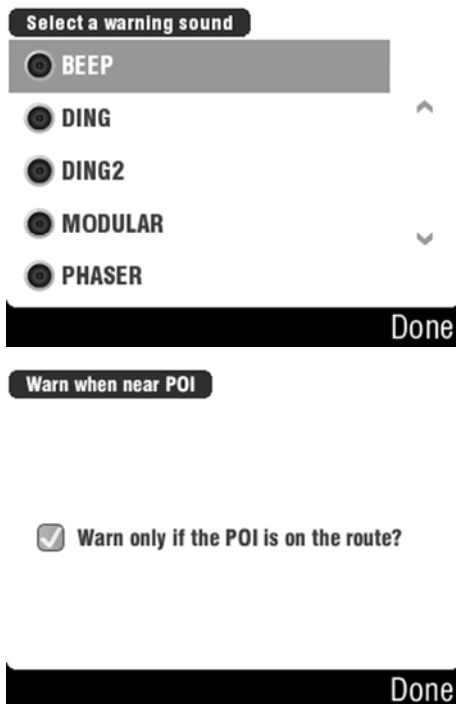 Select a warning sound
BEEP
DING
DING2
MODULAR
PHASER
Done
Warn when near POI
Warn only if the POI is on the route?
Done